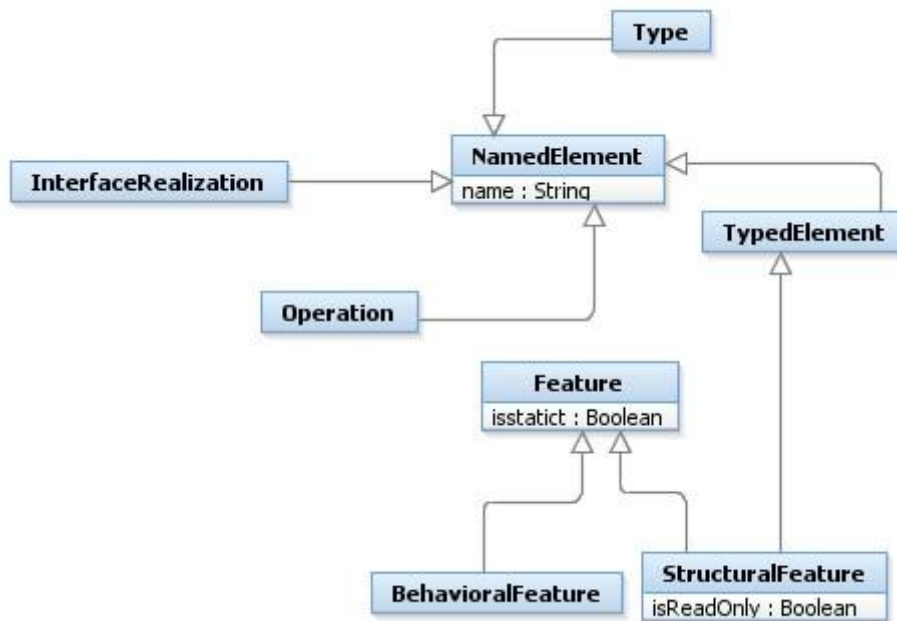 Type
NamedElement
name : String
InterfaceRealization
TypedElement
Operation
Feature
isstatict : Boolean
BehavioralFeature
StructuralFeature
isReadOnly : Boolean